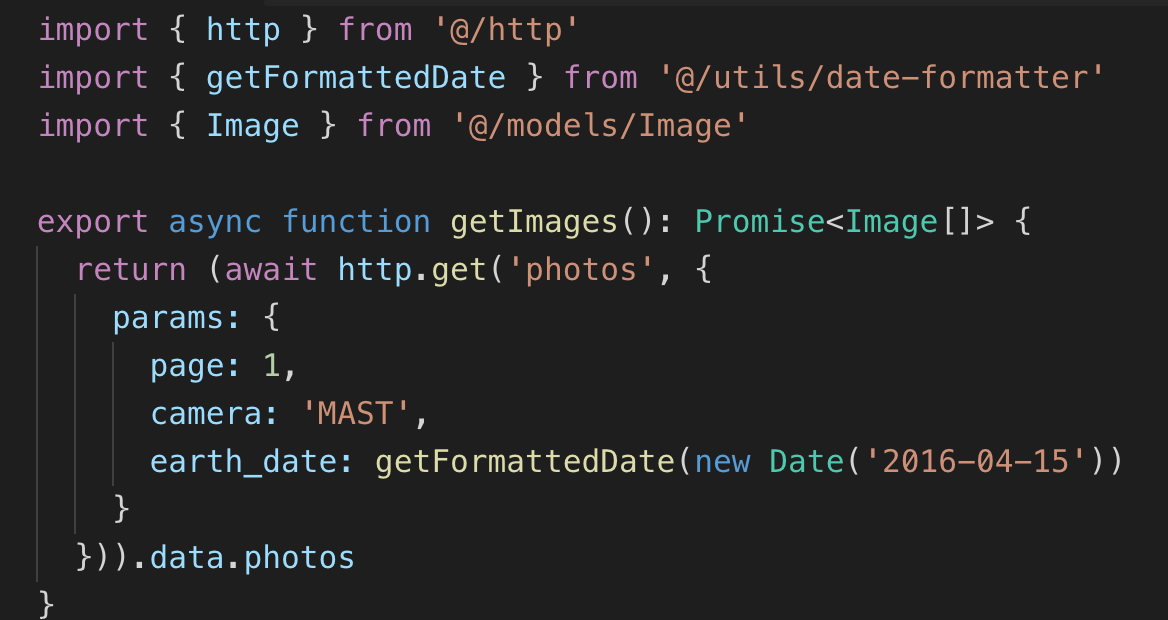 import { http } from '@/http'
import { getFormattedDate } from '@/utils/date-formatter'
import { Image } from '@/models/Image'

export async function getImages(): Promise<Image[]> {
  return (await http.get('photos', {
    params: {
      page: 1,
      camera: 'MAST',
      earth_date: getFormattedDate(new Date('2016-04-15'))
    }
  })).data.photos
}